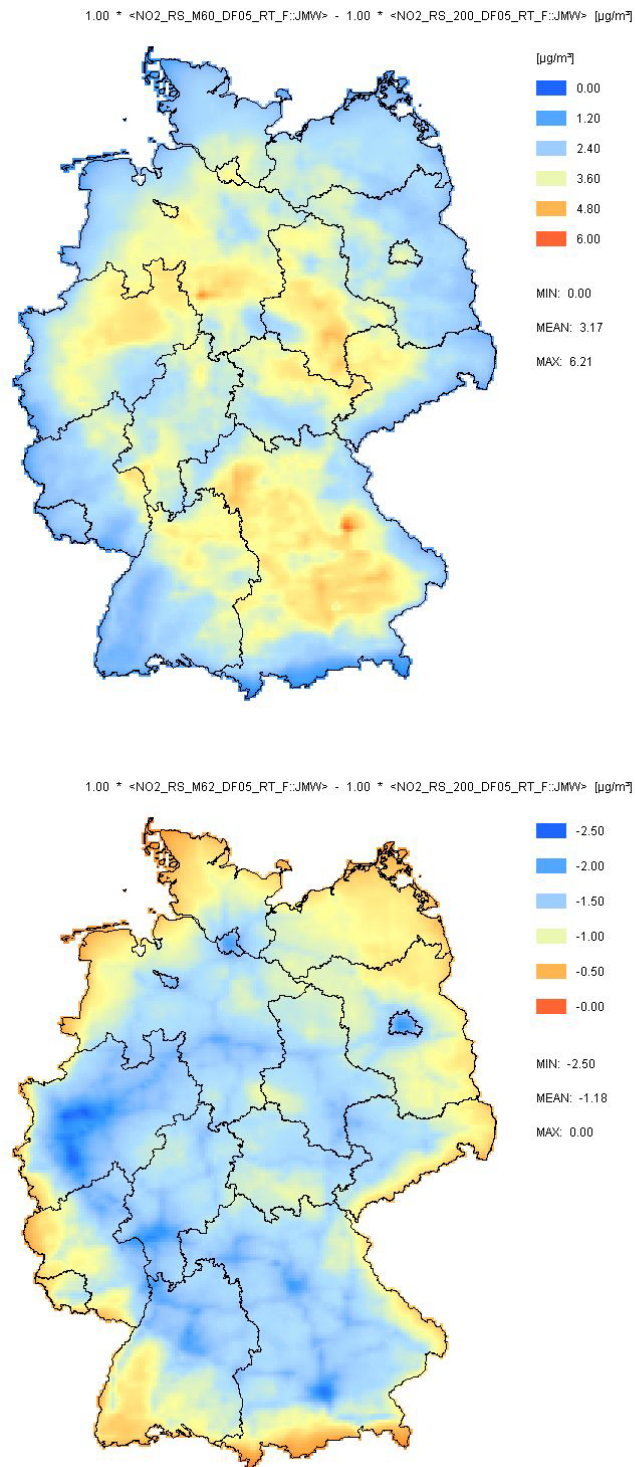 1.00 * <NO2_RS_M60_DF05_RT_F::JMW> - 1.00 * <NO2_RS_200_DF05_RT_F::JMW> [µg/m³]
[µg/m³]
0.00
1.20
2.40
3.60
4.80
6.00
MIN: 0.00
MEAN: 3.17
MAX: 6.21
1.00 * <NO2_RS_M62_DF05_RT_F::JMW> - 1.00 * <NO2_RS_200_DF05_RT_F::JMW> [µg/m³]
-2.50
-2.00
-1.50
-1.00
-0.50
-0.00
MIN: -2.50
MEAN: -1.18
MAX: 0.00